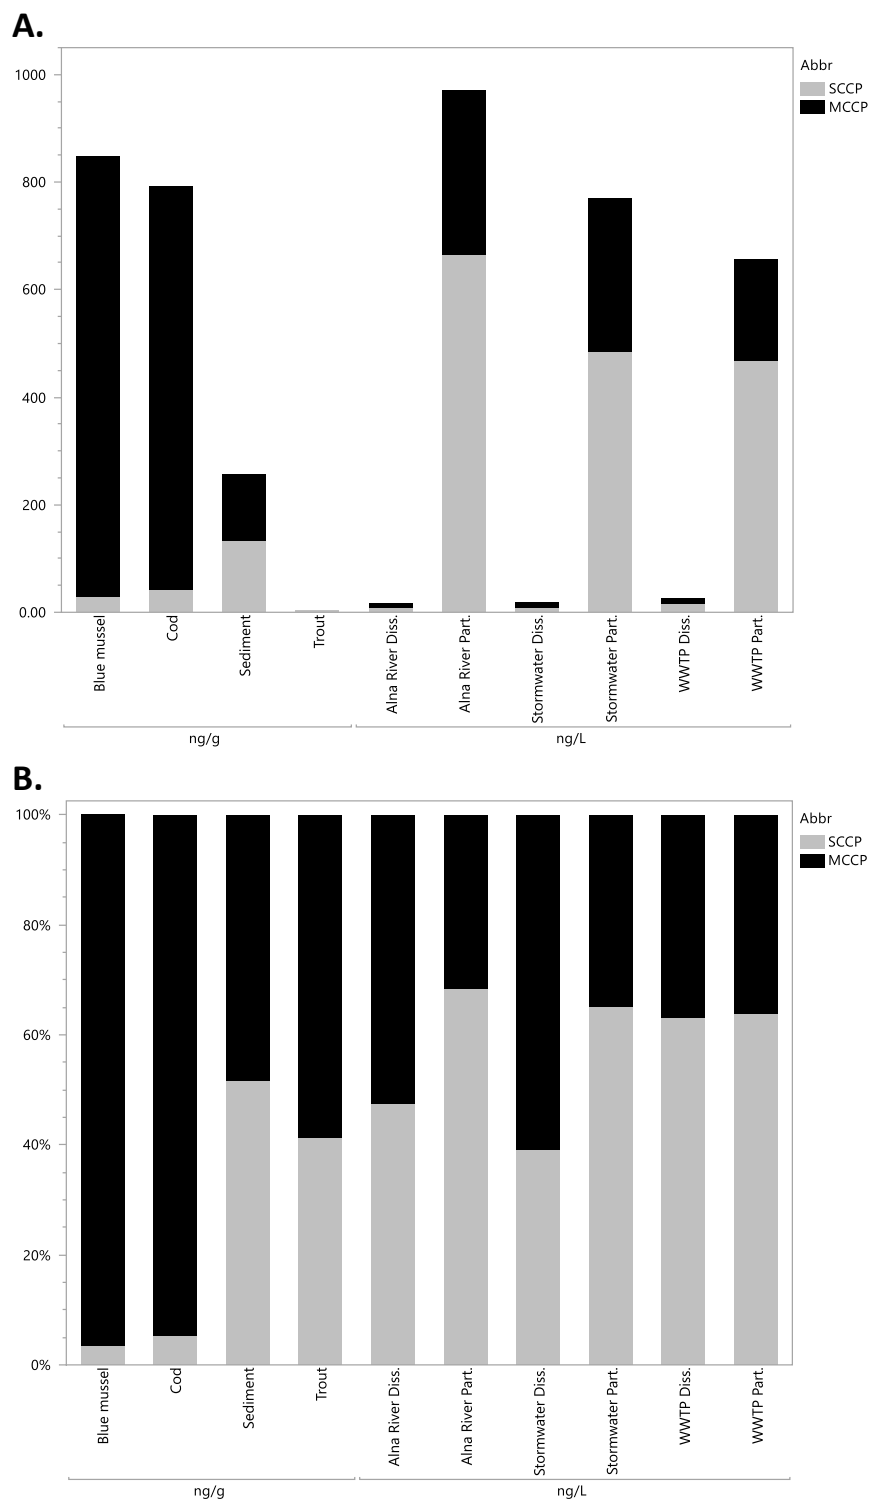 A.
Abbr
SCCP
MCCP
1000
800
600
400
200
0.00
Blue mussel
Cod
Sediment
Trout
Alna River Diss.
Alna River Part.
Stormwater Diss.
Stormwater Part.
WWTP Diss.
WWTP Part.
ng/g
ng/L
B.
Abbr
SCCP
MCCP
100%
80%
60%
40%
20%
0%
Blue mussel
Cod
Sediment
Trout
Alna River Diss.
Alna River Part.
Stormwater Diss.
Stormwater Part.
WWTP Diss.
WWTP Part.
ng/g
ng/L